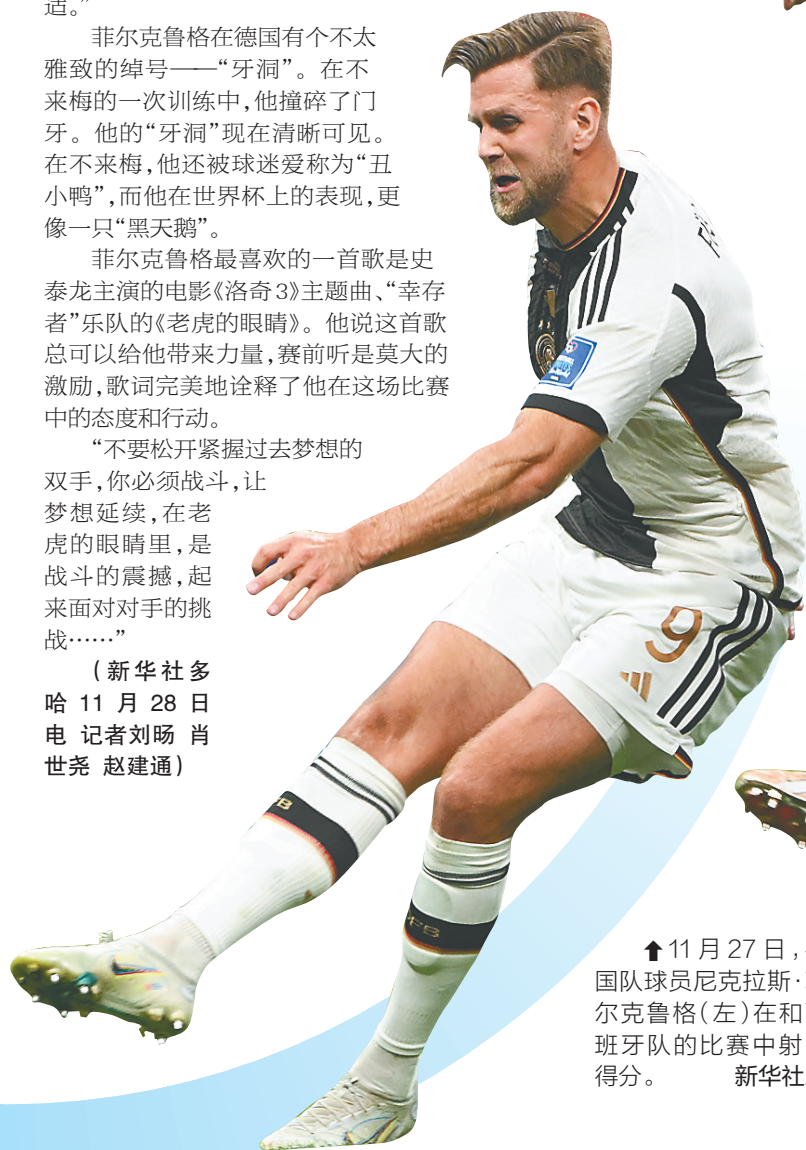 适。”
菲尔克鲁格在德国有个不太
雅致的绰号——“牙洞”。在不
来梅的一次训练中,他撞碎了门
牙。他的“牙洞”现在清晰可见。
在不来梅,他还被球迷爱称为“丑
小鸭”,而他在世界杯上的表现,更
像一只“黑天鹅”。
菲尔克鲁格最喜欢的一首歌是史
泰龙主演的电影《洛奇3》主题曲、“幸存
者”乐队的《老虎的眼睛》。他说这首歌
总可以给他带来力量,赛前听是莫大的
激励,歌词完美地诠释了他在这场比赛
中的态度和行动。
“不要松开紧握过去梦想的
双手,你必须战斗,让
梦想延续,在老
虎的眼睛里,是
战斗的震撼,起
来面对对手的挑
战……”
(新华社多
哈 11 月 28 日
电 记者刘旸 肖
世尧 赵建通)
9
FB
DFB
⬆11月27日,
国队球员尼克拉斯·
尔克鲁格(左)在和
班牙队的比赛中射
得分。 新华社